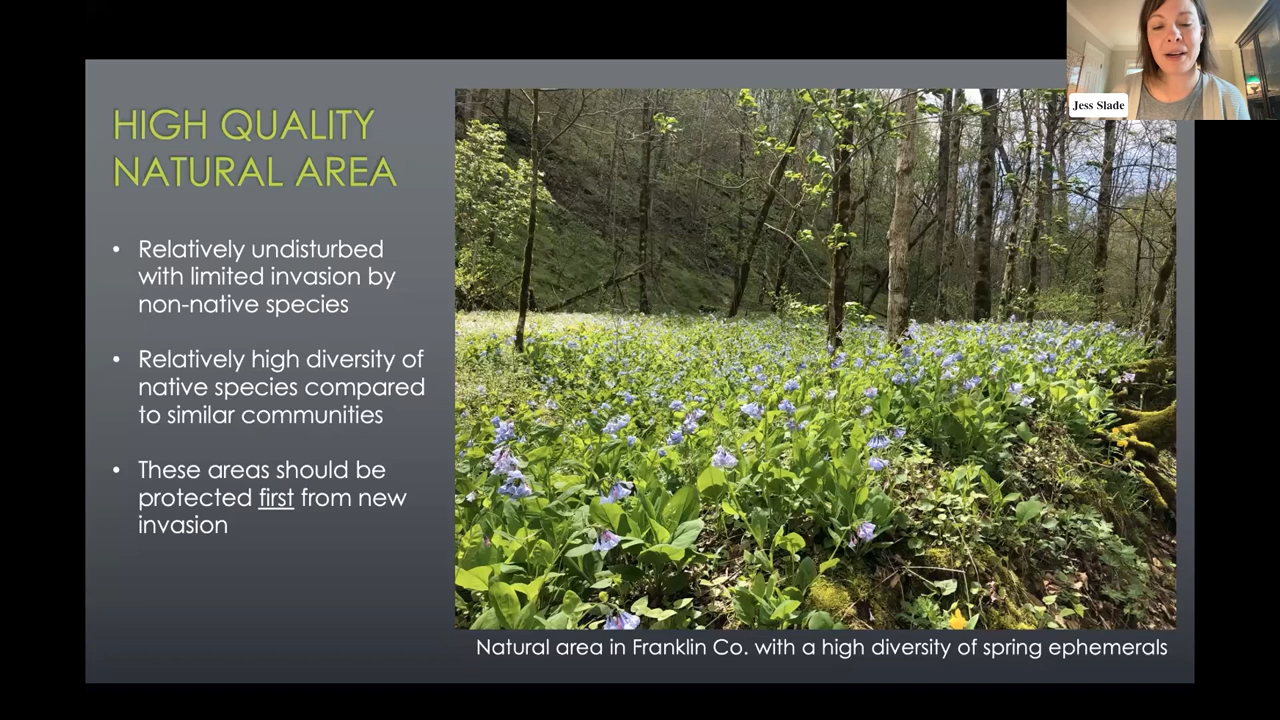 Jess Slade
HIGH QUALITY
NATURAL AREA
• Relatively undisturbed
with limited invasion by
non-native species
• Relatively high diversity of
native species compared
to similar communities
• These areas should be
protected first from new
invasion
Natural area in Franklin Co. with a high diversity of spring ephemerals